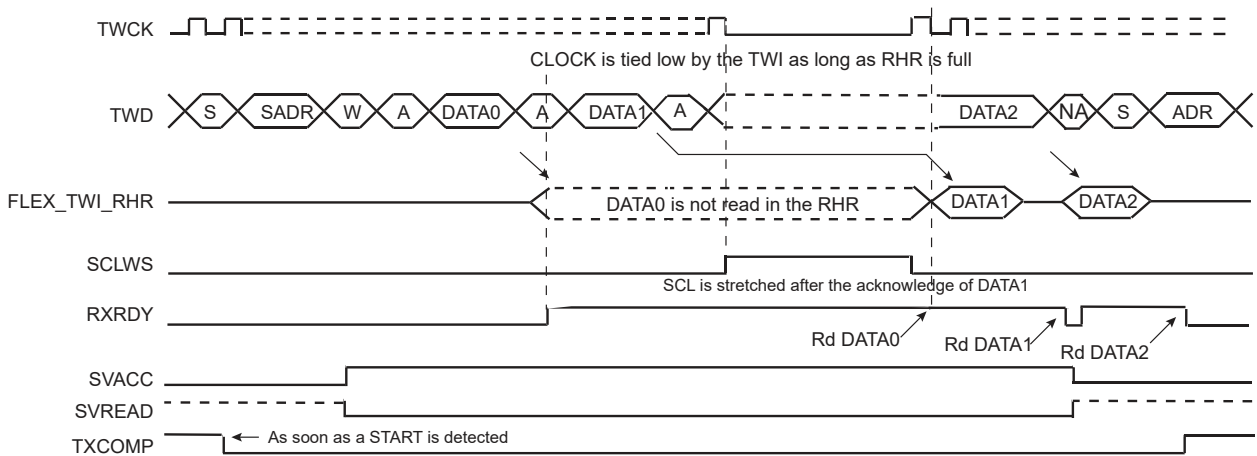 TWCK
CLOCK is tied low by the TWI as long as RHR is full
TWD S SADR W A DATA0 A DATA1 A DATA2 NA S ADR
FLEX_TWI_RHR DATA0 is not read in the RHR DATA1 DATA2
SCLWS
SCL is stretched after the acknowledge of DATA1
RXRDY
Rd DATA0 Rd DATA1 Rd DATA2
SVACC
SVREAD
TXCOMP As soon as a START is detected